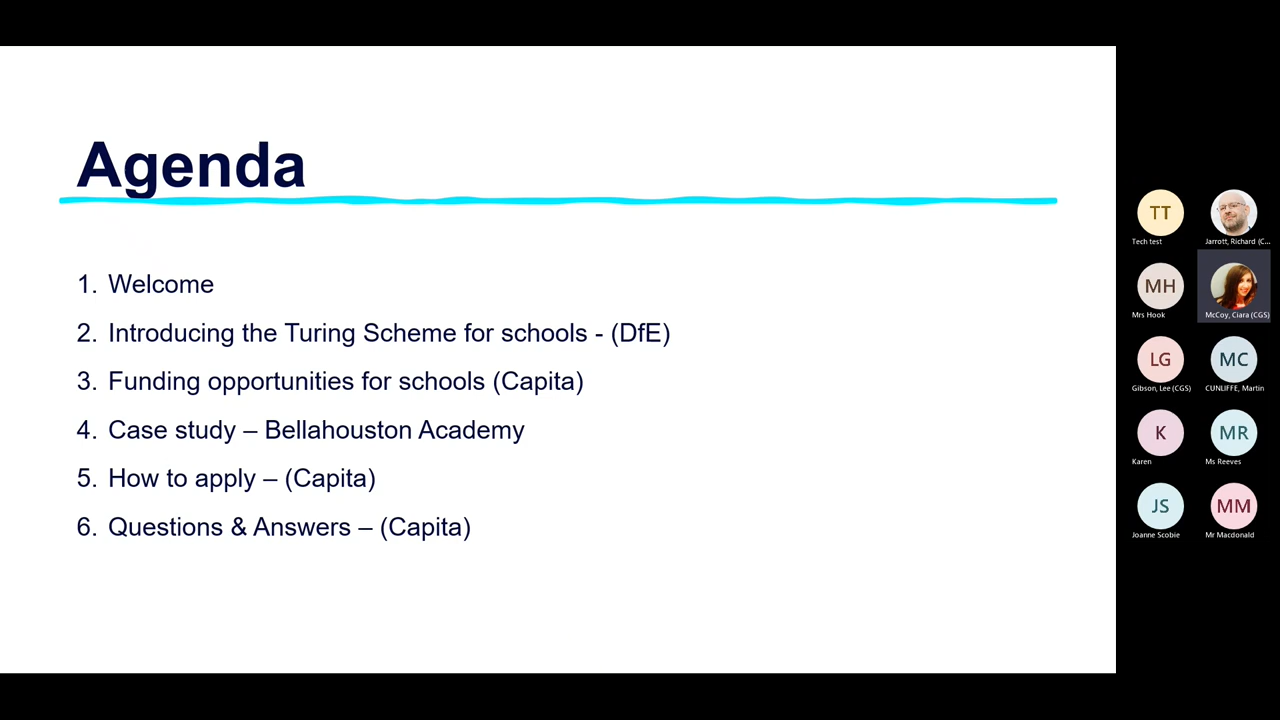 Agenda
1. Welcome
2. Introducing the Turing Scheme for schools - (DfE)
3. Funding opportunities for schools (Capita)
4. Case study – Bellahouston Academy
5. How to apply – (Capita)
6. Questions & Answers – (Capita)
TT
Tech test
Jarrott, Richard (C...
MH
Mrs Hook
McCoy, Ciara (CGS)
LG
Gibson, Lee (CGS)
MC
CUNLIFFE, Martin
K
Karen
MR
Ms Reeves
JS
Joanne Scobie
MM
Mr Macdonald